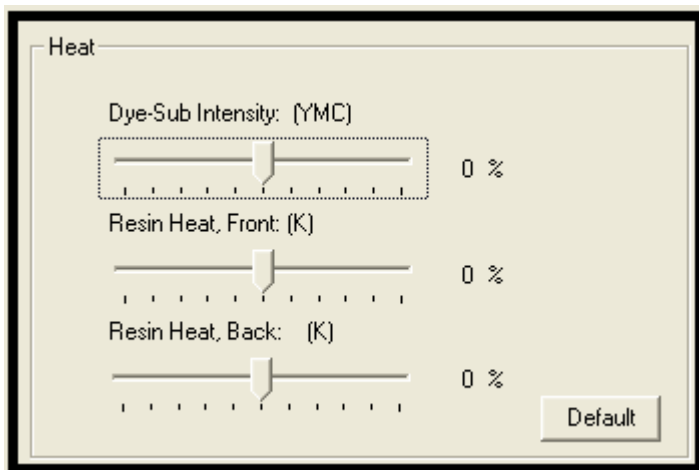 Heat
Dye-Sub Intensity: (YMC)
0 %
Resin Heat, Front: (K)
0 %
Resin Heat, Back: (K)
0 %
Default